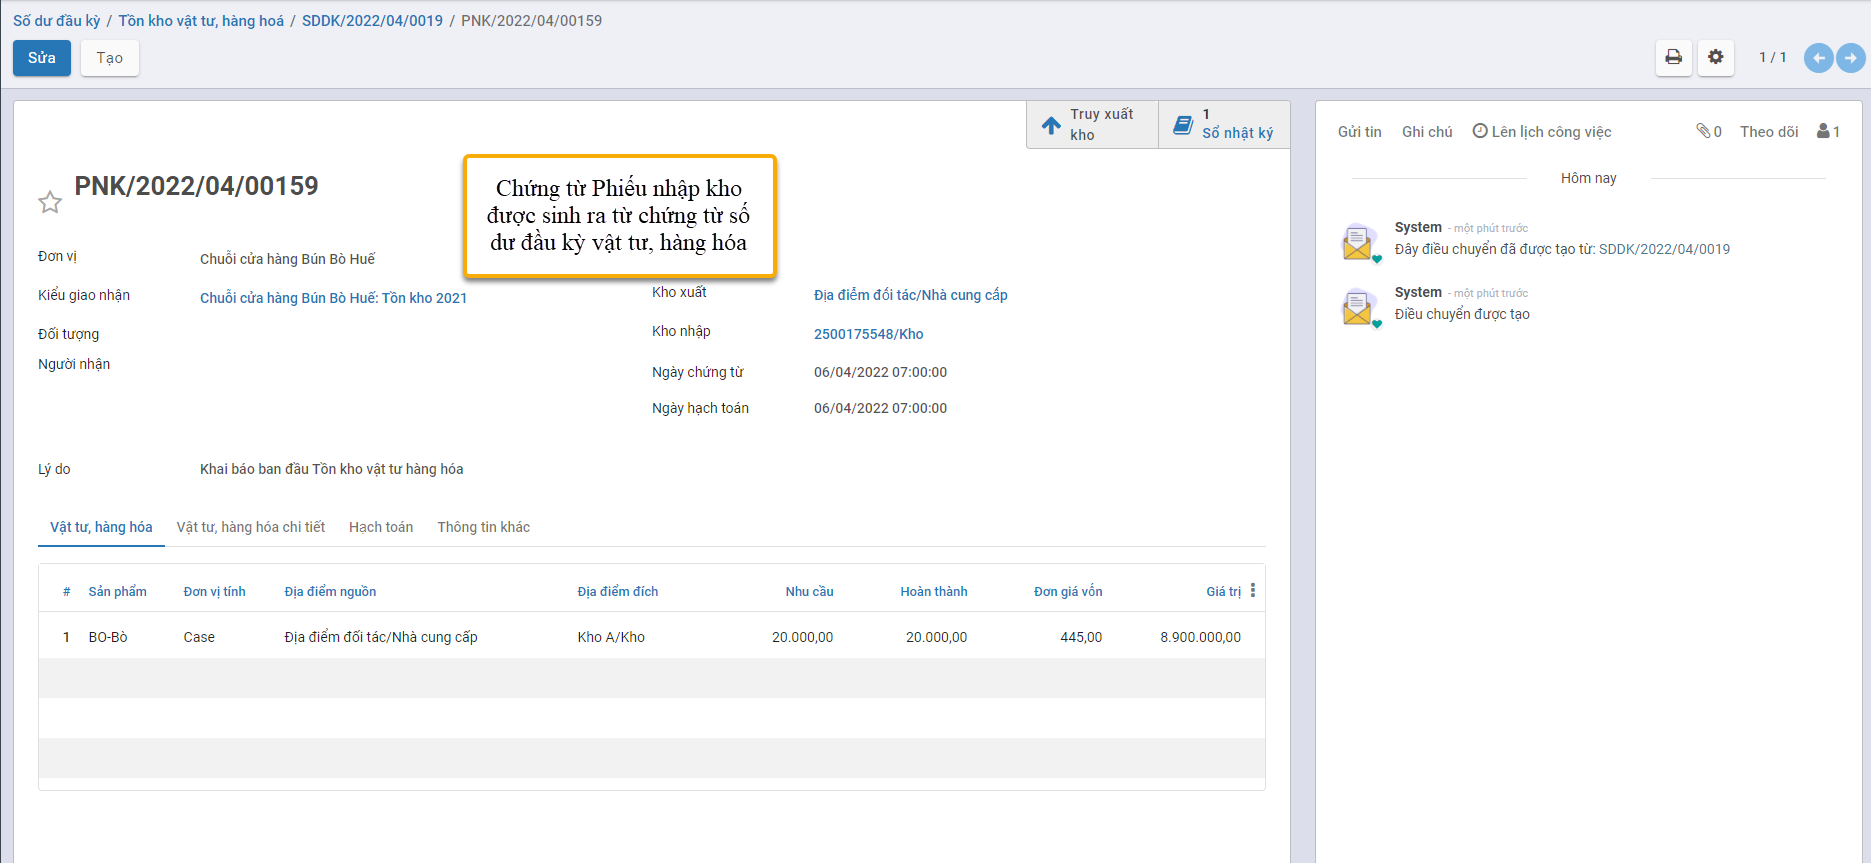 Số dư đầu kỳ / Tồn kho vật tư, hàng hoá / SDDK/2022/04/0019 / PNK/2022/04/00159
Sửa Tạo
1 / 1
Truy xuất kho
1
Sổ nhật ký
Gửi tin Ghi chú Lên lịch công việc 0 Theo dõi 1
Hôm nay
PNK/2022/04/00159
Chứng từ Phiếu nhập kho
được sinh ra từ chứng từ số
dư đầu kỳ vật tư, hàng hóa
System - một phút trước
Đây điều chuyển đã được tạo từ: SDDK/2022/04/0019
System - một phút trước
Điều chuyển được tạo
Đơn vị Chuỗi cửa hàng Bún Bò Huế
Kiểu giao nhận Chuỗi cửa hàng Bún Bò Huế: Tồn kho 2021
Đối tượng
Người nhận
Kho xuất Địa điểm đối tác/Nhà cung cấp
Kho nhập 2500175548/Kho
Ngày chứng từ 06/04/2022 07:00:00
Ngày hạch toán 06/04/2022 07:00:00
Lý do Khai báo ban đầu Tồn kho vật tư hàng hóa
Vật tư, hàng hóa Vật tư, hàng hóa chi tiết Hạch toán Thông tin khác
# Sản phẩm Đơn vị tính Địa điểm nguồn Địa điểm đích Nhu cầu Hoàn thành Đơn giá vốn Giá trị
1 BO-Bò Case Địa điểm đối tác/Nhà cung cấp Kho A/Kho 20.000,00 20.000,00 445,00 8.900.000,00